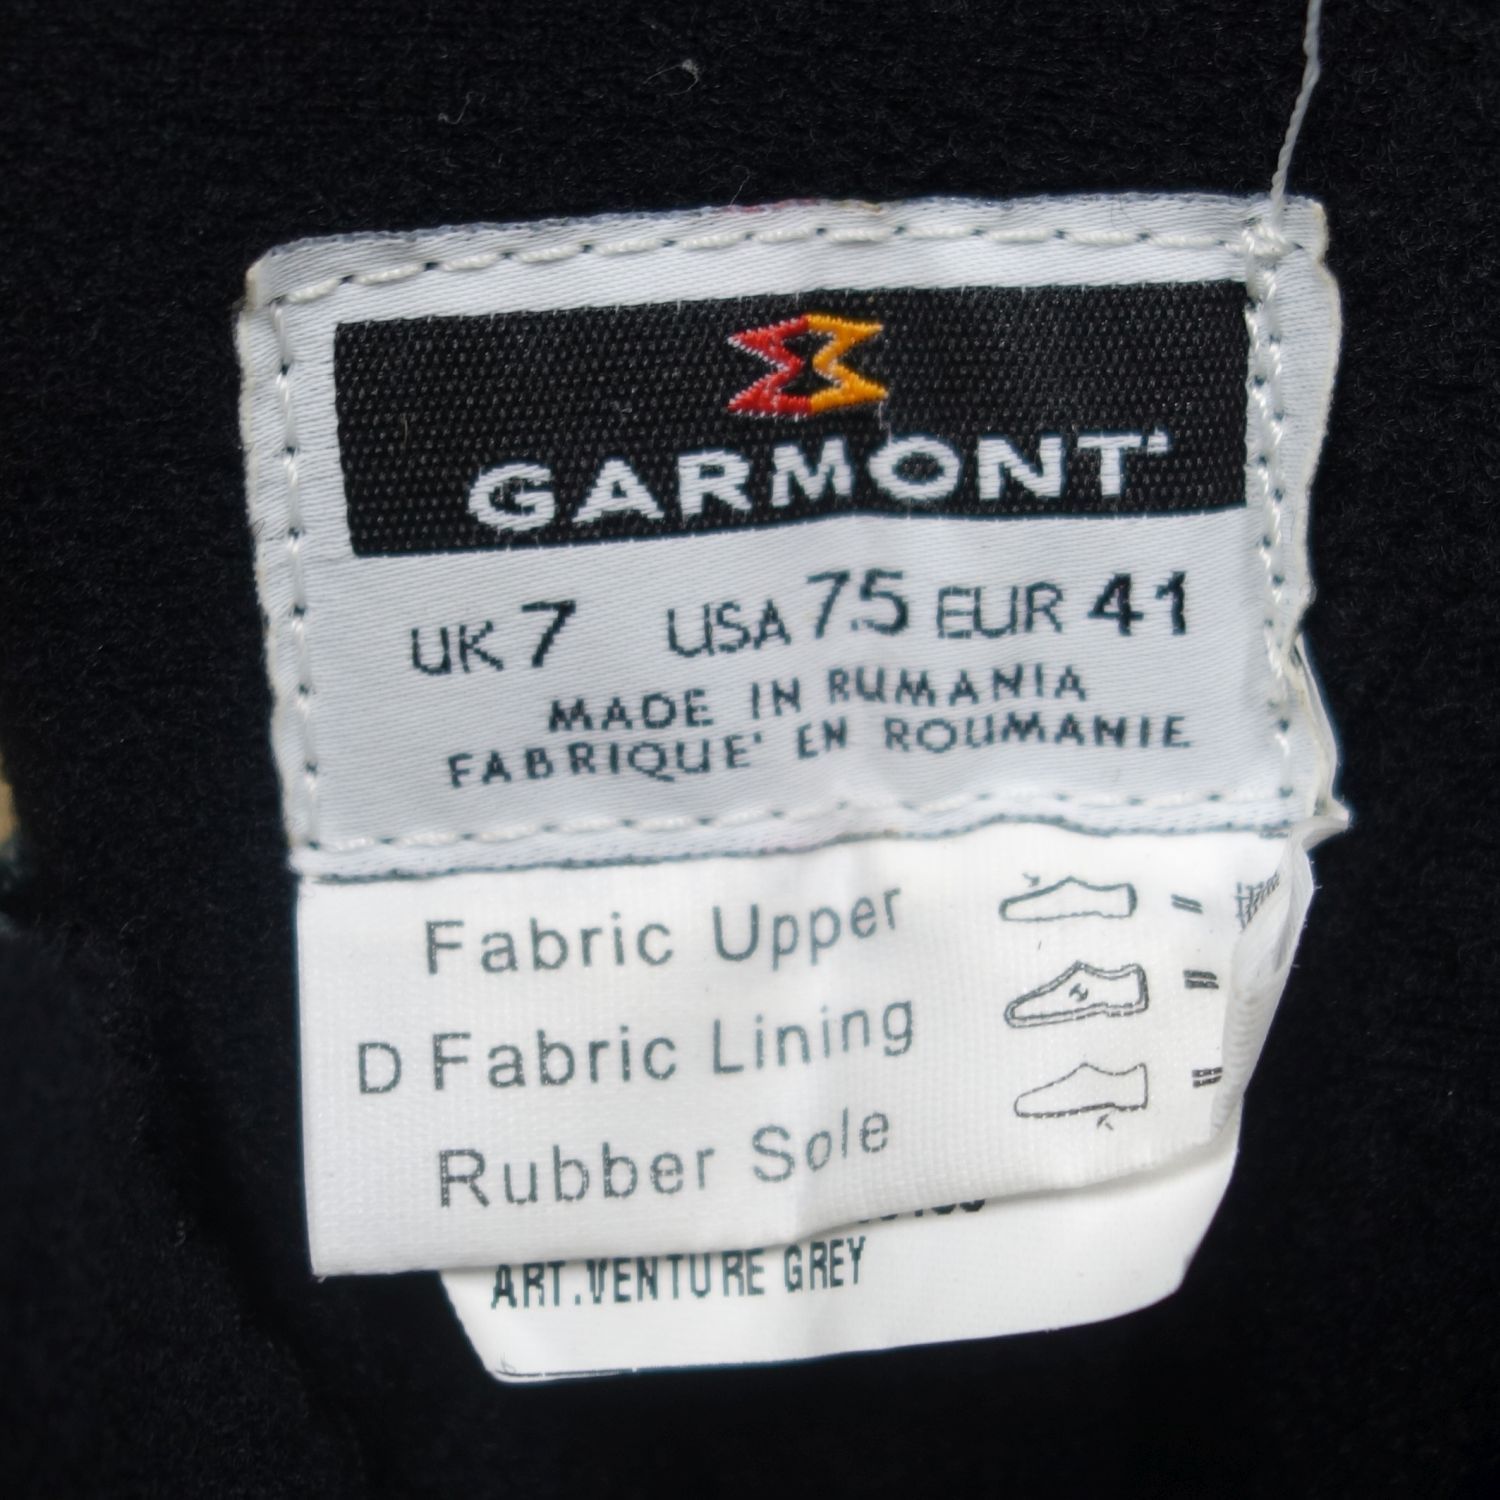 GARMONT
UK 7 USA 7.5 EUR 41
MADE IN RUMANIA
FABRIQUE' EN ROUMANIE
Fabric Upper =
D Fabric Lining =
Rubber Sole =
ART.VENTURE GREY